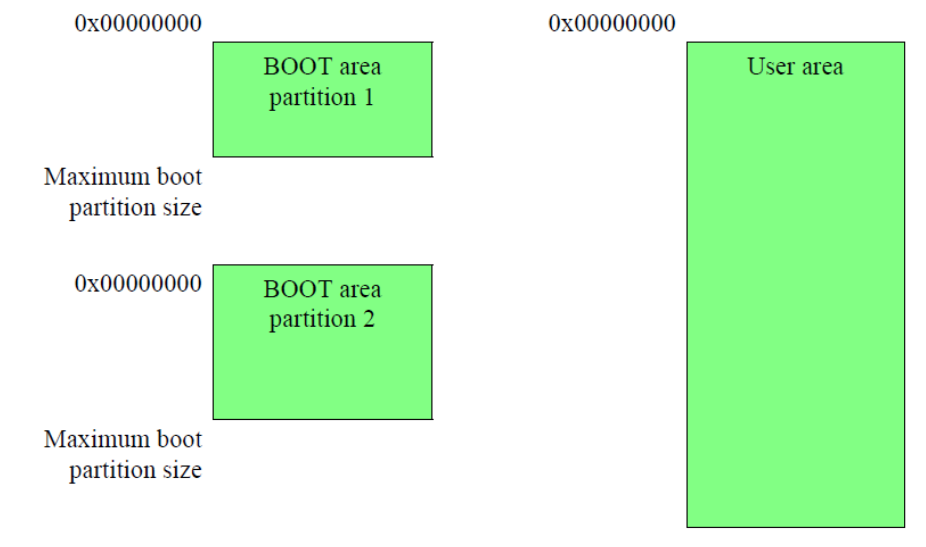 0x00000000
BOOT area
partition 1
Maximum boot
partition size
0x00000000
BOOT area
partition 2
Maximum boot
partition size
0x00000000
User area